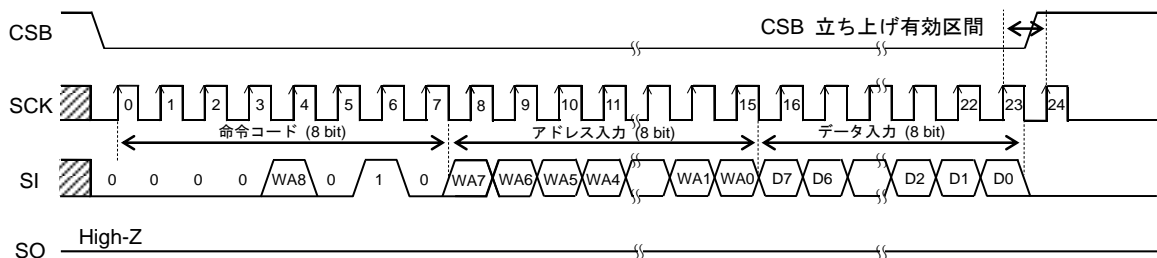 CSB
CSB 立ち上げ有効区間
SCK
0 1 2 3 4 5 6 7 8 9 10 11 15 16 22 23 24
命令コード (8 bit) アドレス入力 (8 bit) データ入力 (8 bit)
SI
0 0 0 0 WA8 0 1 0 WA7 WA6 WA5 WA4 WA1 WA0 D7 D6 D2 D1 D0
High-Z
SO